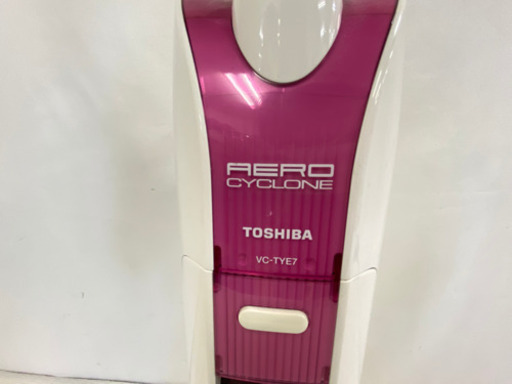 AERO
CYCLONE
TOSHIBA
VC-TYE7